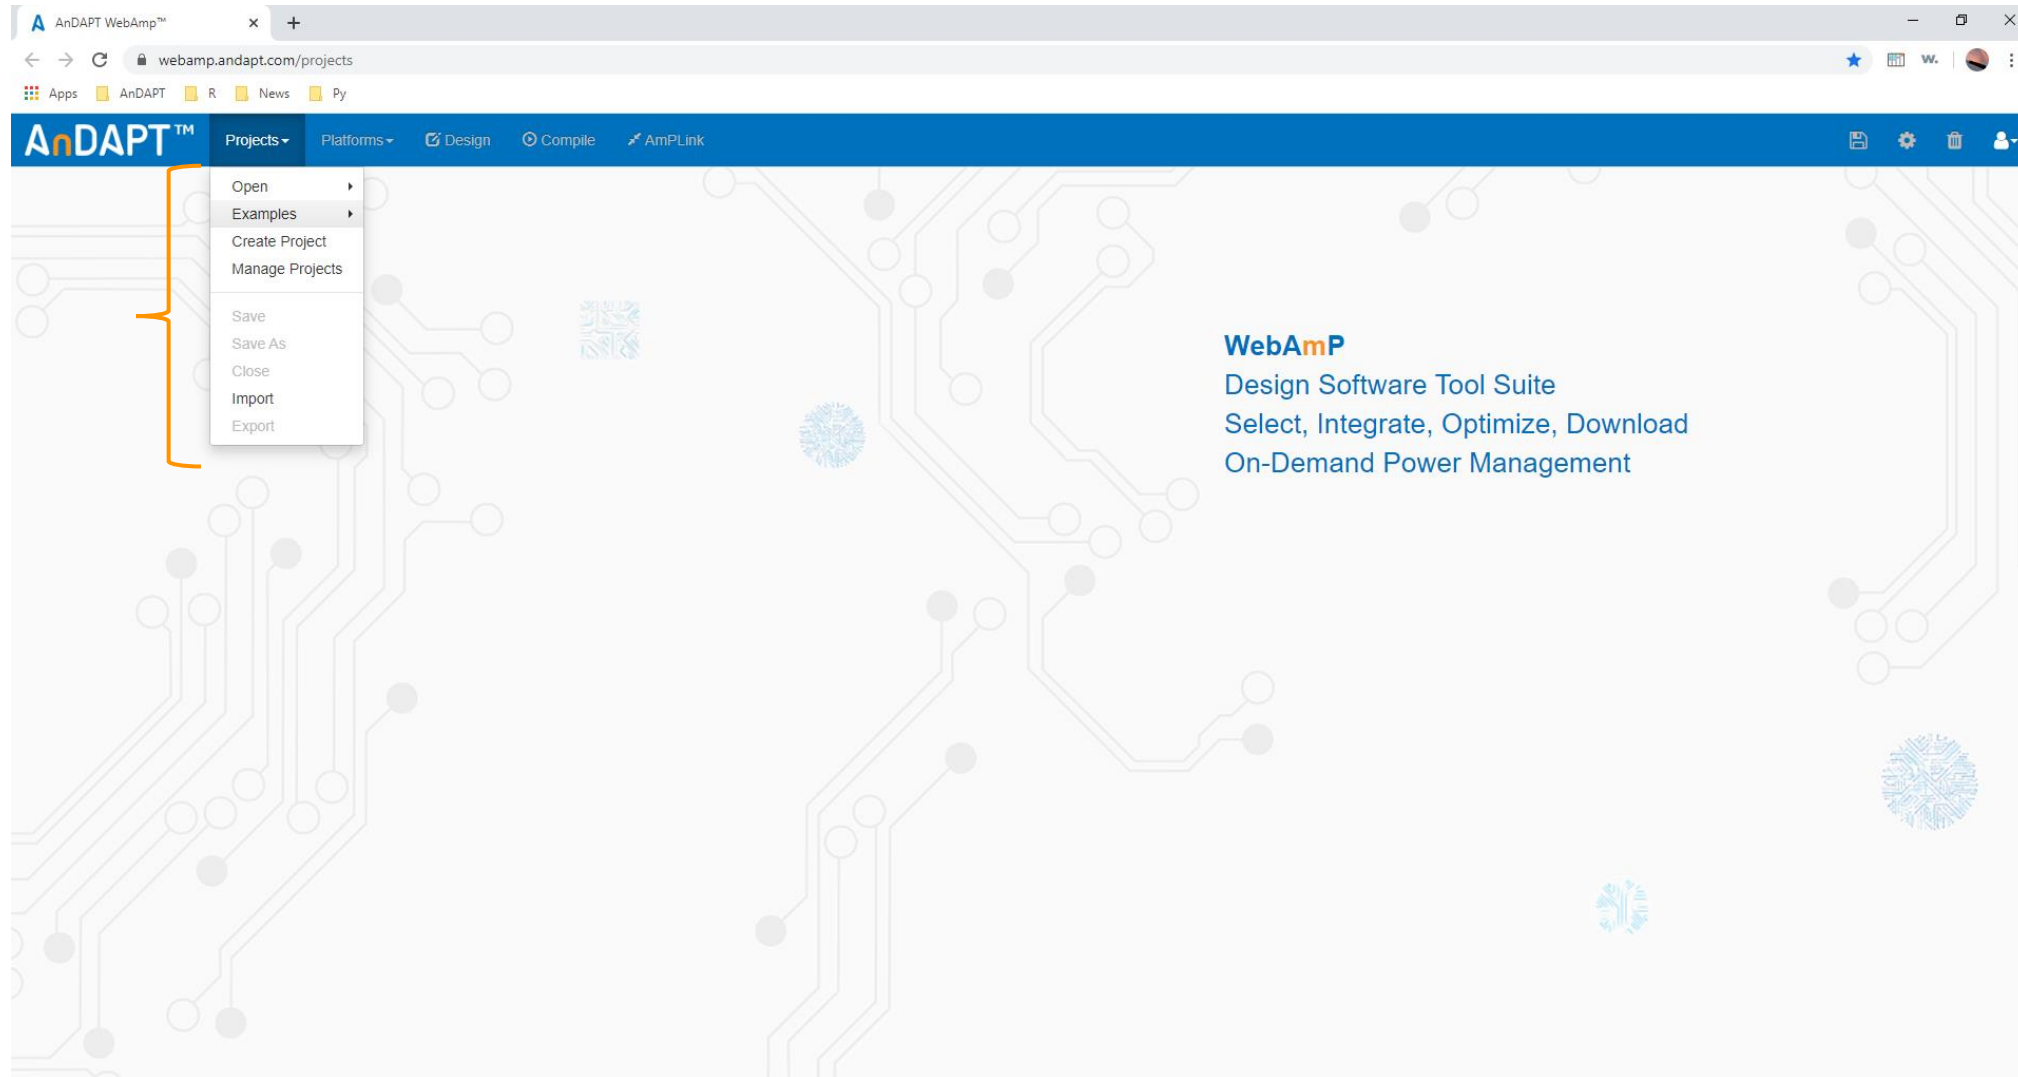 AnDAPT WebAmp™
webamp.andapt.com/projects
W.
Apps AnDAPT R News Py
AnDAPT™ Projects Platforms Design Compile AmPLink
Open
Examples
Create Project
Manage Projects
Save
Save As
Close
Import
Export
WebAmP
Design Software Tool Suite
Select, Integrate, Optimize, Download
On-Demand Power Management